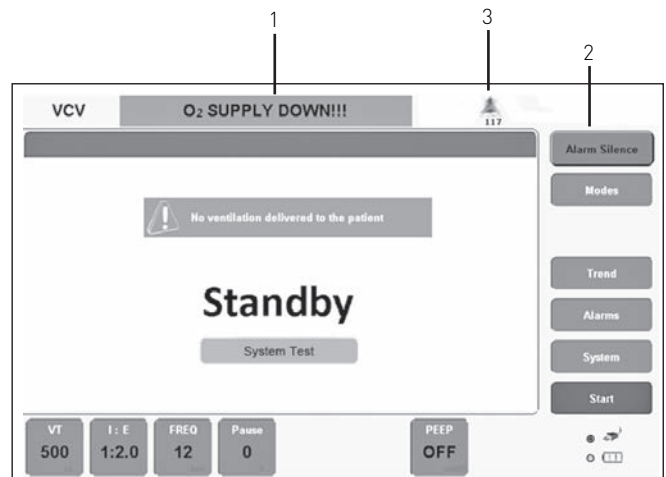 1
3
2
VCV
O₂ SUPPLY DOWN!!!
117
Alarm Silence
Modes
No ventilation delivered to the patient
Standby
System Test
Trend
Alarms
System
Start
VT
500
I : E
1:2.0
FREQ
12
Pause
0
PEEP
OFF